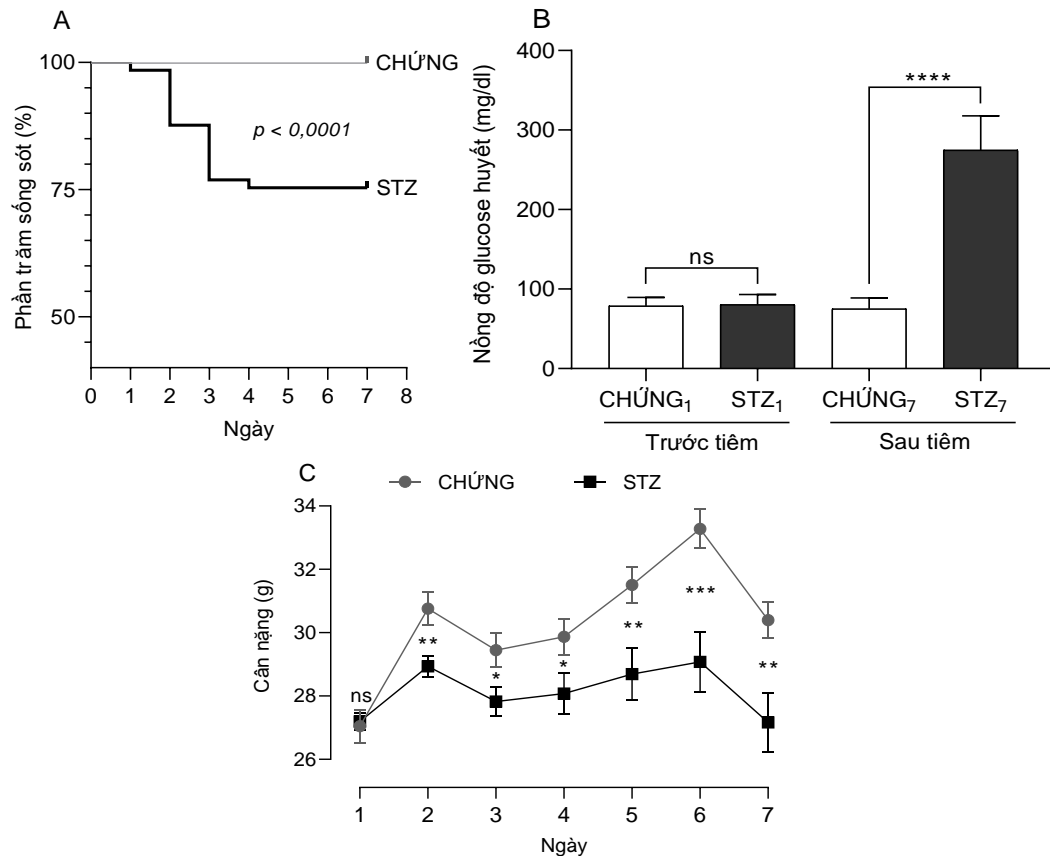 A
Phần trăm sống sót (%)
100
75
50
CHỨNG
p < 0,0001
STZ
0 1 2 3 4 5 6 7 8
Ngày
B
Nồng độ glucose huyết (mg/dl)
400
300
200
100
0
****
ns
CHỨNG1 STZ1 CHỨNG7 STZ7
Trước tiêm Sau tiêm
C
CHỨNG STZ
Cân nặng (g)
34
32
30
28
26
ns
**
*
*
**
***
**
1 2 3 4 5 6 7
Ngày